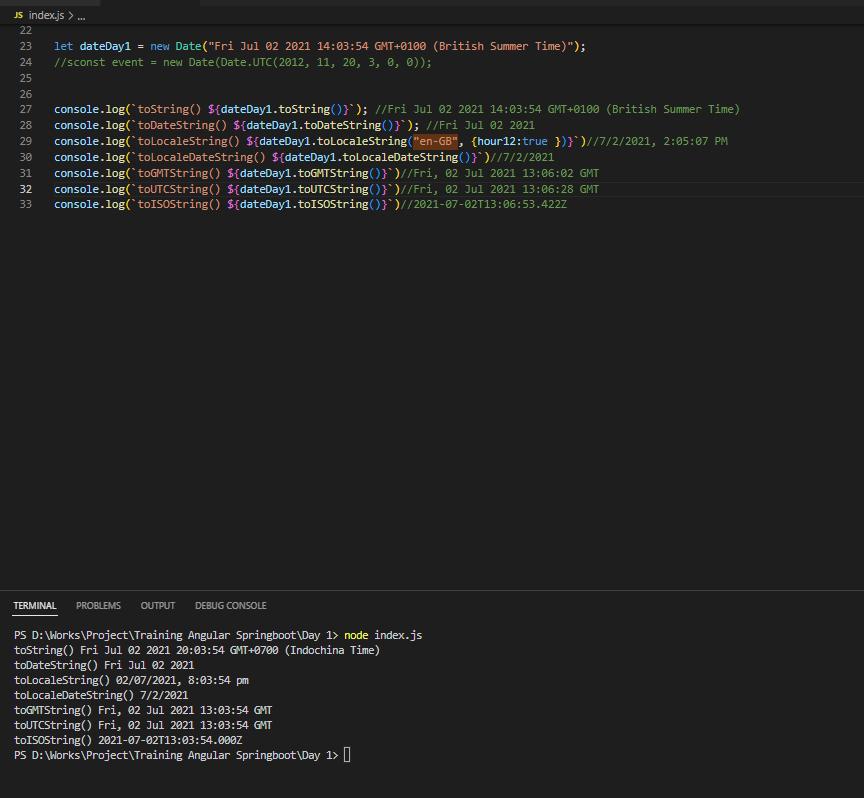 JS index.js > ...
22
23 let dateDay1 = new Date("Fri Jul 02 2021 14:03:54 GMT+0100 (British Summer Time)");
24 //sconst event = new Date(Date.UTC(2012, 11, 20, 3, 0, 0));
25
26
27 console.log(`toString() ${dateDay1.toString()}`); //Fri Jul 02 2021 14:03:54 GMT+0100 (British Summer Time)
28 console.log(`toDateString() ${dateDay1.toDateString()}`); //Fri Jul 02 2021
29 console.log(`toLocaleString() ${dateDay1.toLocaleString("en-GB", {hour12:true })}`)//7/2/2021, 2:05:07 PM
30 console.log(`toLocaleDateString() ${dateDay1.toLocaleDateString()}`)//7/2/2021
31 console.log(`toGMTString() ${dateDay1.toGMTString()}`)//Fri, 02 Jul 2021 13:06:02 GMT
32 console.log(`toUTCString() ${dateDay1.toUTCString()}`)//Fri, 02 Jul 2021 13:06:28 GMT
33 console.log(`toISOString() ${dateDay1.toISOString()}`)//2021-07-02T13:06:53.422Z
TERMINAL PROBLEMS OUTPUT DEBUG CONSOLE
PS D:\Works\Project\Training Angular Springboot\Day 1> node index.js
toString() Fri Jul 02 2021 20:03:54 GMT+0700 (Indochina Time)
toDateString() Fri Jul 02 2021
toLocaleString() 02/07/2021, 8:03:54 pm
toLocaleDateString() 7/2/2021
toGMTString() Fri, 02 Jul 2021 13:03:54 GMT
toUTCString() Fri, 02 Jul 2021 13:03:54 GMT
toISOString() 2021-07-02T13:03:54.000Z
PS D:\Works\Project\Training Angular Springboot\Day 1>